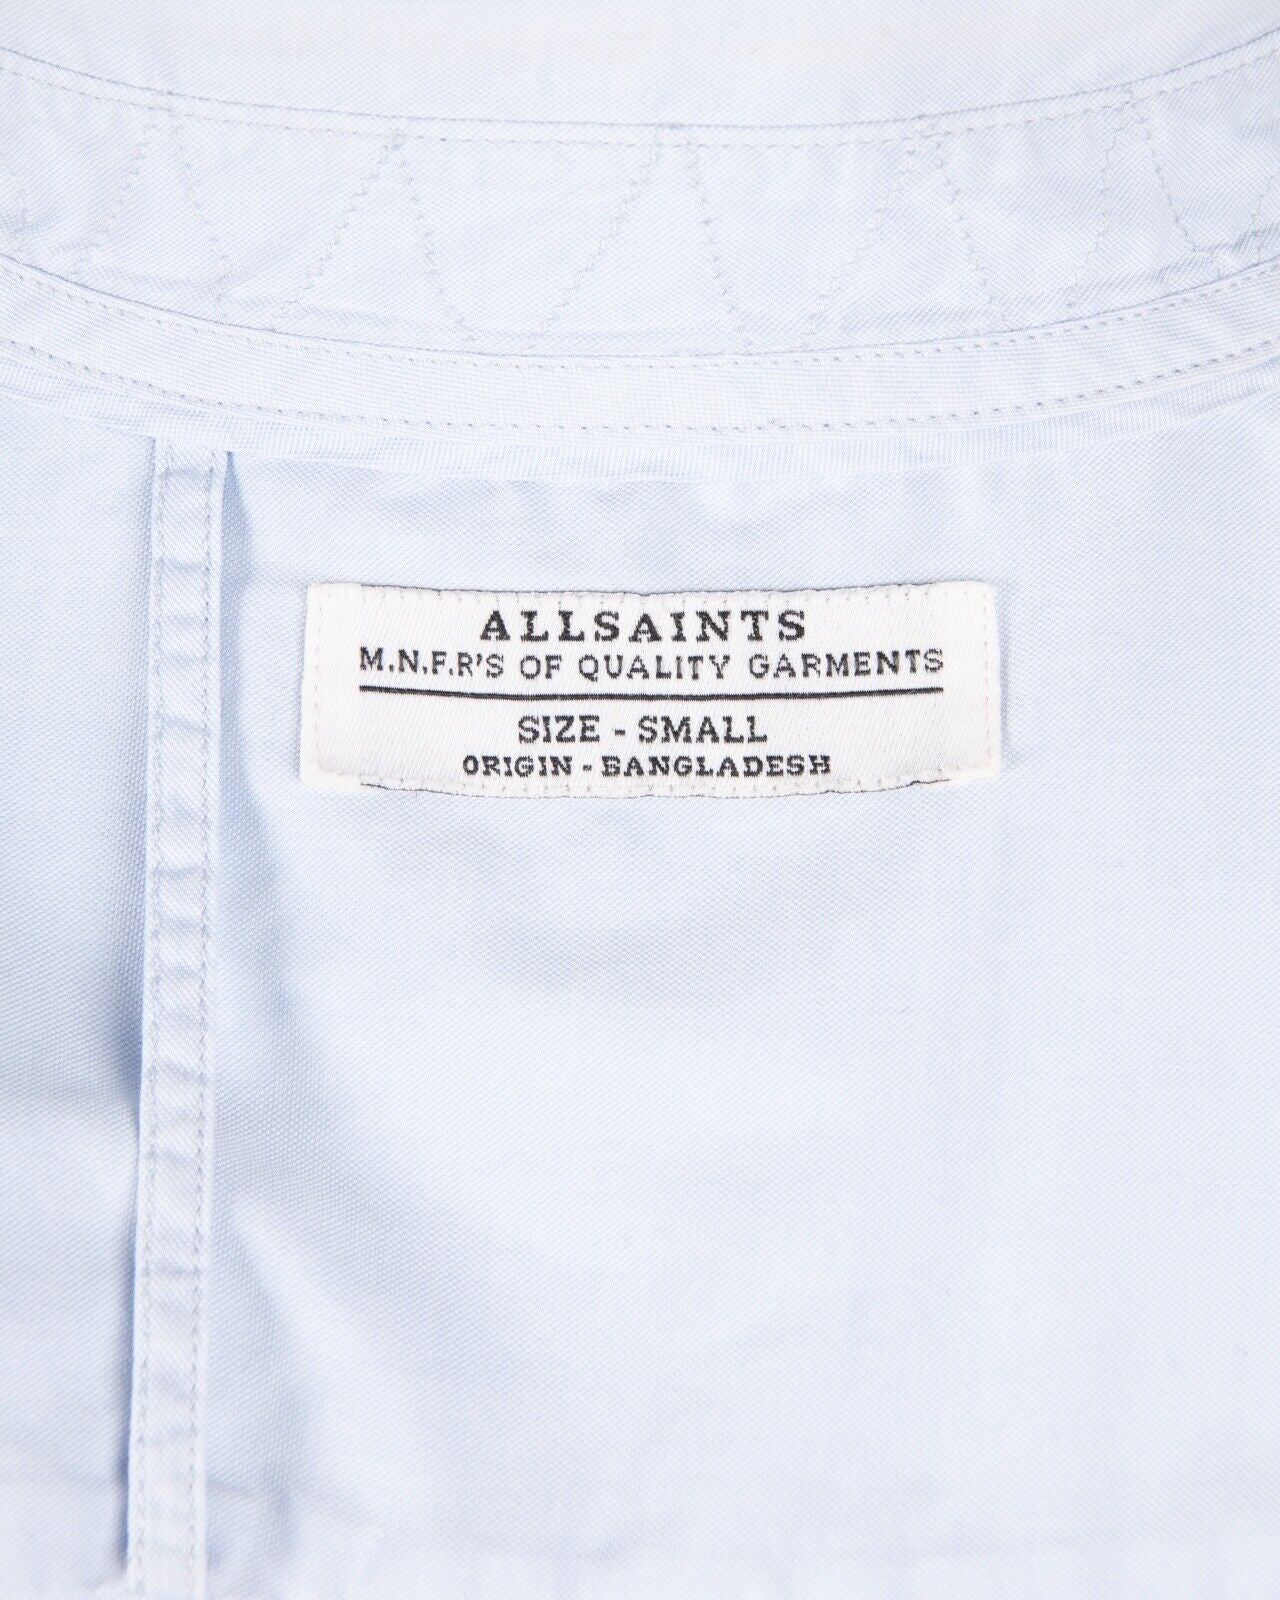 ALLSAINTS
M.N.F.R'S OF QUALITY GARMENTS
SIZE - SMALL
ORIGIN - BANGLADESH